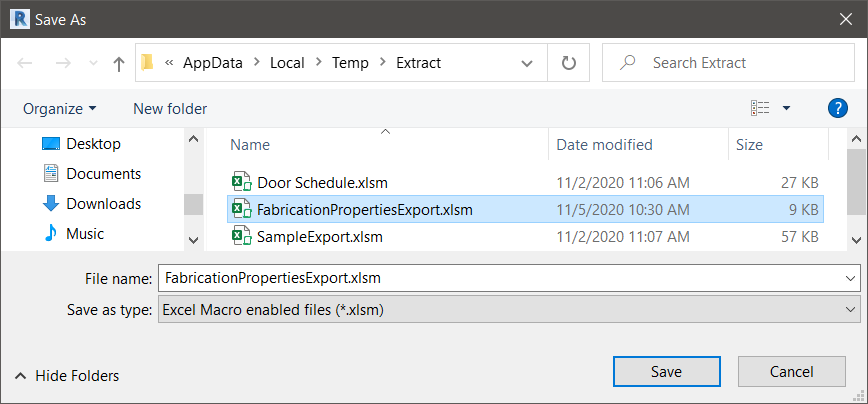 Save As
« AppData > Local > Temp > Extract
Search Extract
Organize
New folder
?
Desktop
Documents
Downloads
Music
Name Date modified Size
Door Schedule.xlsm 11/2/2020 11:06 AM 27 KB
FabricationPropertiesExport.xlsm 11/5/2020 10:30 AM 9 KB
SampleExport.xlsm 11/2/2020 11:07 AM 57 KB
File name: FabricationPropertiesExport.xlsm
Save as type: Excel Macro enabled files (*.xlsm)
Hide Folders
Save
Cancel